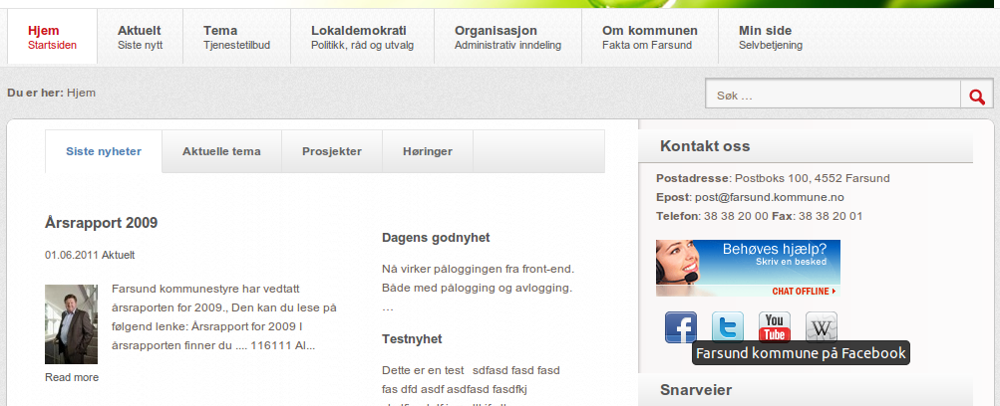 Hjem
Startsiden
Aktuelt
Siste nytt
Tema
Tjenestetilbud
Lokaldemokrati
Politikk, råd og utvalg
Organisasjon
Administrativ inndeling
Om kommunen
Fakta om Farsund
Min side
Selvbetjening
Du er her: Hjem
Søk ...
Siste nyheter
Aktuelle tema
Prosjekter
Høringer
Årsrapport 2009
01.06.2011 Aktuelt
Farsund kommunestyre har vedtatt
årsraporten for 2009., Den kan du lese på
følgend lenke: Årsrapport for 2009 I
årsrapporten finner du .... 116111 Al...
Read more
Dagens godnyhet
Nå virker påloggingen fra front-end.
Både med pålogging og avlogging.
...
Testnyhet
Dette er en test sdfasd fasd fasd
fas dfd asdf asdfasd fasdfkj
Kontakt oss
Postadresse: Postboks 100, 4552 Farsund
Epost: post@farsund.kommune.no
Telefon: 38 38 20 00 Fax: 38 38 20 01
Behøves hjælp?
Skriv en besked
CHAT OFFLINE
f
t
You
Tube
W
Farsund kommune på Facebook
Snarveier